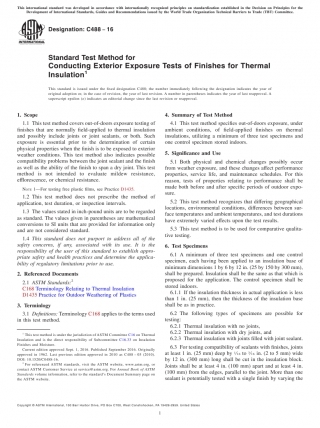 This international standard was developed in accordance with internationally recognized principles on standardization established in the Decision on Principles for the
Development of International Standards, Guides and Recommendations issued by the World Trade Organization Technical Barriers to Trade (TBT) Committee.
Designation: C488 − 16
Standard Test Method for
Conducting Exterior Exposure Tests of Finishes for Thermal
Insulation1
This standard is issued under the fixed designation C488; the number immediately following the designation indicates the year of
original adoption or, in the case of revision, the year of last revision. A number in parentheses indicates the year of last reapproval. A
superscript epsilon (ε) indicates an editorial change since the last revision or reapproval.
1. Scope
1.1 This test method covers out-of-doors exposure testing of
finishes that are normally field-applied to thermal insulation
and possibly include joints or joint sealants, or both. Such
exposure is essential prior to the determination of certain
physical properties when the finish is to be exposed to exterior
weather conditions. This test method also indicates possible
compatibility problems between the joint sealant and the finish
as well as the ability of the finish to span a dry joint. This test
method is not intended to evaluate mildew resistance,
efflorescence, or chemical resistance.
NOTE 1—For testing free plastic films, see Practice D1435.
1.2 This test method does not prescribe the method of
application, test duration, or inspection intervals.
1.3 The values stated in inch-pound units are to be regarded
as standard. The values given in parentheses are mathematical
conversions to SI units that are provided for information only
and are not considered standard.
1.4 This standard does not purport to address all of the
safety concerns, if any, associated with its use. It is the
responsibility of the user of this standard to establish appro-
priate safety and health practices and determine the applica-
bility of regulatory limitations prior to use.
2. Referenced Documents
2.1 ASTM Standards:2
C168 Terminology Relating to Thermal Insulation
D1435 Practice for Outdoor Weathering of Plastics
3. Terminology
3.1 Definitions: Terminology C168 applies to the terms used
in this test method.
1 This test method is under the jurisdiction of ASTM Committee C16 on Thermal
Insulation and is the direct responsibility of Subcommittee C16.33 on Insulation
Finishes and Moisture.
Current edition approved Sept. 1, 2016. Published September 2016. Originally
approved in 1962. Last previous edition approved in 2010 as C488 – 05 (2010).
DOI: 10.1520/C0488-16.
2 For referenced ASTM standards, visit the ASTM website, www.astm.org, or
contact ASTM Customer Service at service@astm.org. For Annual Book of ASTM
Standards volume information, refer to the standard's Document Summary page on
the ASTM website.
4. Summary of Test Method
4.1 This test method specifies out-of-doors exposure, under
ambient conditions, of field-applied finishes on thermal
insulations, utilizing a minimum of three test specimens and
one control specimen stored indoors.
5. Significance and Use
5.1 Both physical and chemical changes possibly occur
from weather exposure, and these changes affect performance
properties, service life, and maintenance schedules. For this
reason, tests of properties relating to performance shall be
made both before and after specific periods of outdoor expo-
sure.
5.2 This test method recognizes that differing geographical
locations, environmental conditions, differences between sur-
face temperatures and ambient temperatures, and test durations
have extremely varied effects upon the test results.
5.3 This test method is to be used for comparative qualita-
tive testing.
6. Test Specimens
6.1 A minimum of three test specimens and one control
specimen, each having been applied to an insulation base of
minimum dimensions 1 by 6 by 12 in. (25 by 150 by 300 mm),
shall be prepared. Insulation shall be the same as that which is
proposed for the application. The control specimen shall be
stored indoors.
6.1.1 If the insulation thickness in actual application is less
than 1 in. (25 mm), then the thickness of the insulation base
shall be as in practice.
6.2 The following types of specimens are possible for
testing:
6.2.1 Thermal insulation with no joints,
6.2.2 Thermal insulation with dry joints, and
6.2.3 Thermal insulation with joints filled with joint sealant.
6.3 For testing compatibility of sealants with finishes, joints
at least 1 in. (25 mm) deep by
wide
by 12 in. (300 mm) long shall be cut in the insulation block.
Joints shall be at least 4 in. (100 mm) apart and at least 4 in.
(100 mm) from the edges, parallel to the joint. More than one
sealant is potentially tested with a single finish by varying the
Copyright © ASTM International, 100 Barr Harbor Drive, PO Box C700, West Conshohocken, PA 19428-2959. United States
1